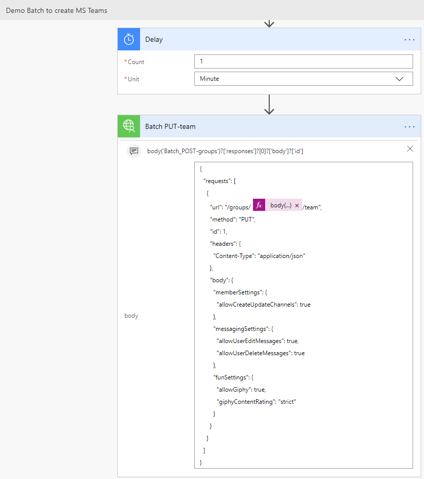 Demo Batch to create MS Teams
Delay
...
* Count
1
* Unit
Minute
Batch PUT-team
...
body('Batch_POST-groups')?['responses']?[0]?['body']?['id']
body
{
"requests": [
{
"url": "/groups/ fx body(...) × /team",
"method": "PUT",
"id": 1,
"headers": {
"Content-Type": "application/json"
},
"body": {
"memberSettings": {
"allowCreateUpdateChannels": true
},
"messagingSettings": {
"allowUserEditMessages": true,
"allowUserDeleteMessages": true
},
"funSettings": {
"allowGiphy": true,
"giphyContentRating": "strict"
}
}
}
]
}